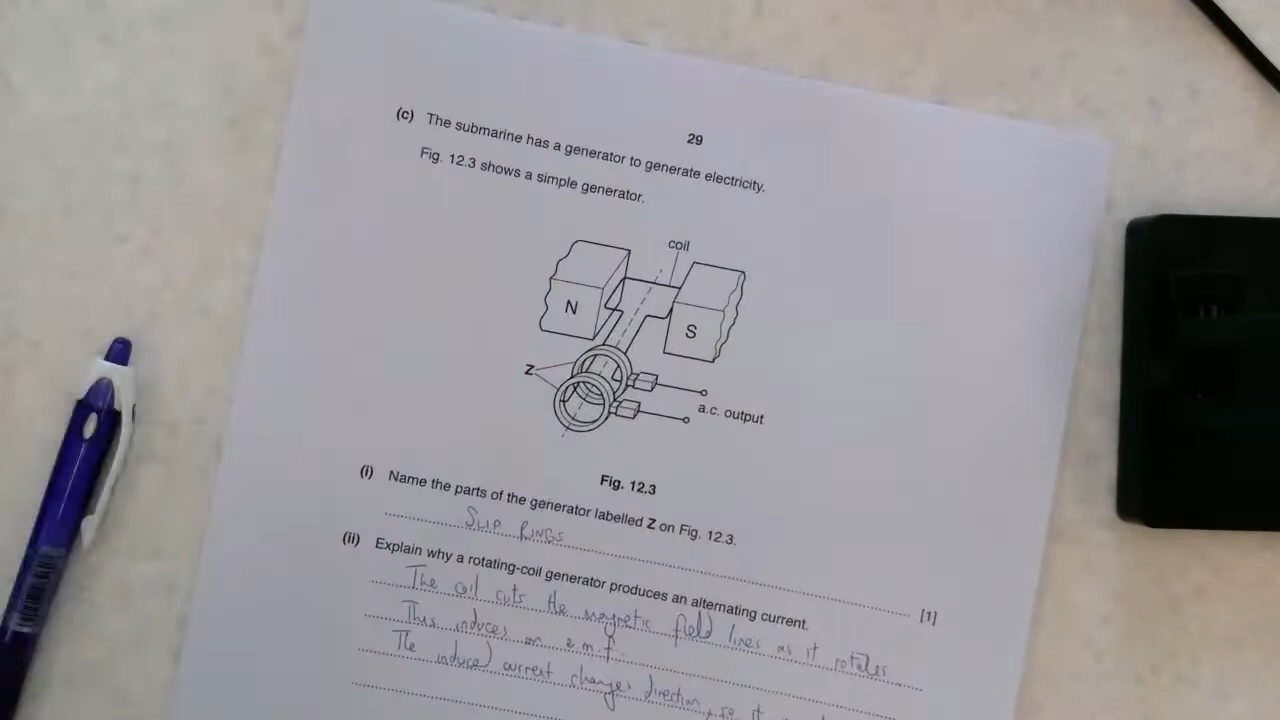 29
(c) The submarine has a generator to generate electricity.
Fig. 12.3 shows a simple generator.
coil
N
S
Z
a.c. output
Fig. 12.3
(i) Name the parts of the generator labelled Z on Fig. 12.3.
SLIP RINGS
[1]
(ii) Explain why a rotating-coil generator produces an alternating current.
The coil cuts the magnetic field lines as it rotates
This induces an e.m.f.
The induced current changes direction, so it